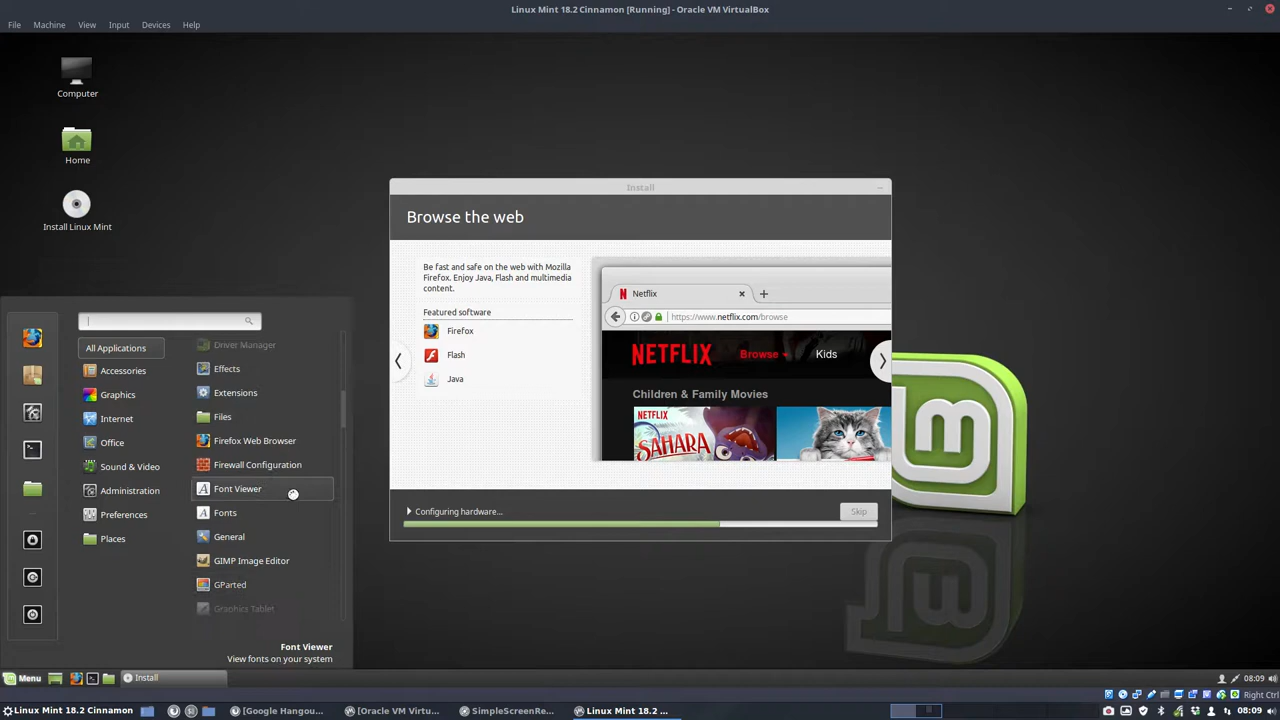 Linux Mint 18.2 Cinnamon [Running] - Oracle VM VirtualBox
File Machine View Input Devices Help
Computer
Home
Install Linux Mint
Install
Browse the web
Be fast and safe on the web with Mozilla
Firefox. Enjoy Java, Flash and multimedia
content.
Featured software
Firefox
Flash
Java
Netflix
https://www.netflix.com/browse
NETFLIX Browse Kids
Children & Family Movies
NETFLIX
SAHARA
Configuring hardware...
Skip
All Applications
Accessories
Graphics
Internet
Office
Sound & Video
Administration
Preferences
Places
Driver Manager
Effects
Extensions
Files
Firefox Web Browser
Firewall Configuration
Font Viewer
Fonts
General
GIMP Image Editor
GParted
Graphics Tablet
Font Viewer
View fonts on your system
Menu Install 08:09
Right Ctrl
Linux Mint 18.2 Cinnamon [Google Hangou... [Oracle VM Virtu... SimpleScreenRe... Linux Mint 18.2 ... 08:09